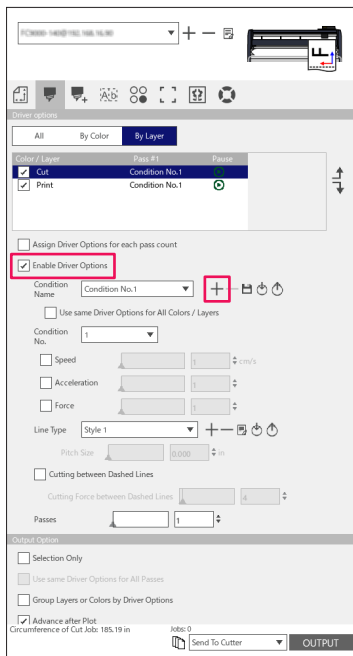 F
Driver options
All By Color By Layer
Color / Layer Pass #1 Pause
Cut Condition No.1
Print Condition No.1
Assign Driver Options for each pass count
Enable Driver Options
Condition Name Condition No.1
Use same Driver Options for All Colors / Layers
Condition No. 1
Speed 1 cm/s
Acceleration 1
Force 1
Line Type Style 1
Pitch Size 0.000 in
Cutting between Dashed Lines
Cutting Force between Dashed Lines 4
Passes 1
Output Option
Selection Only
Use same Driver Options for All Passes
Group Layers or Colors by Driver Options
Advance after Plot
Circumference of Cut Job: 185.19 in Jobs: 0
Send To Cutter OUTPUT